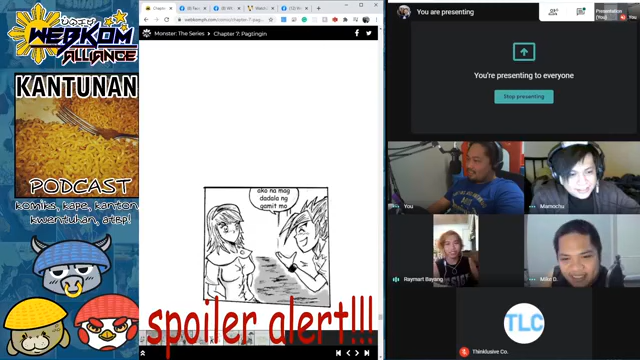 WEBKOM
ALLIANCE
KANTUNAN
PODCAST
komiks, kape, kanton
kwentuhan, atbp!
Monster: The Series > Chapter 7: Pagtingin
ako na mag
dadala ng
gamit mo
spoiler alert!!!
You are presenting
You
You're presenting to everyone
Stop presenting
You
Mamochu
Raymart Bayang
Mike D.
TLC
Thinklusive Co.